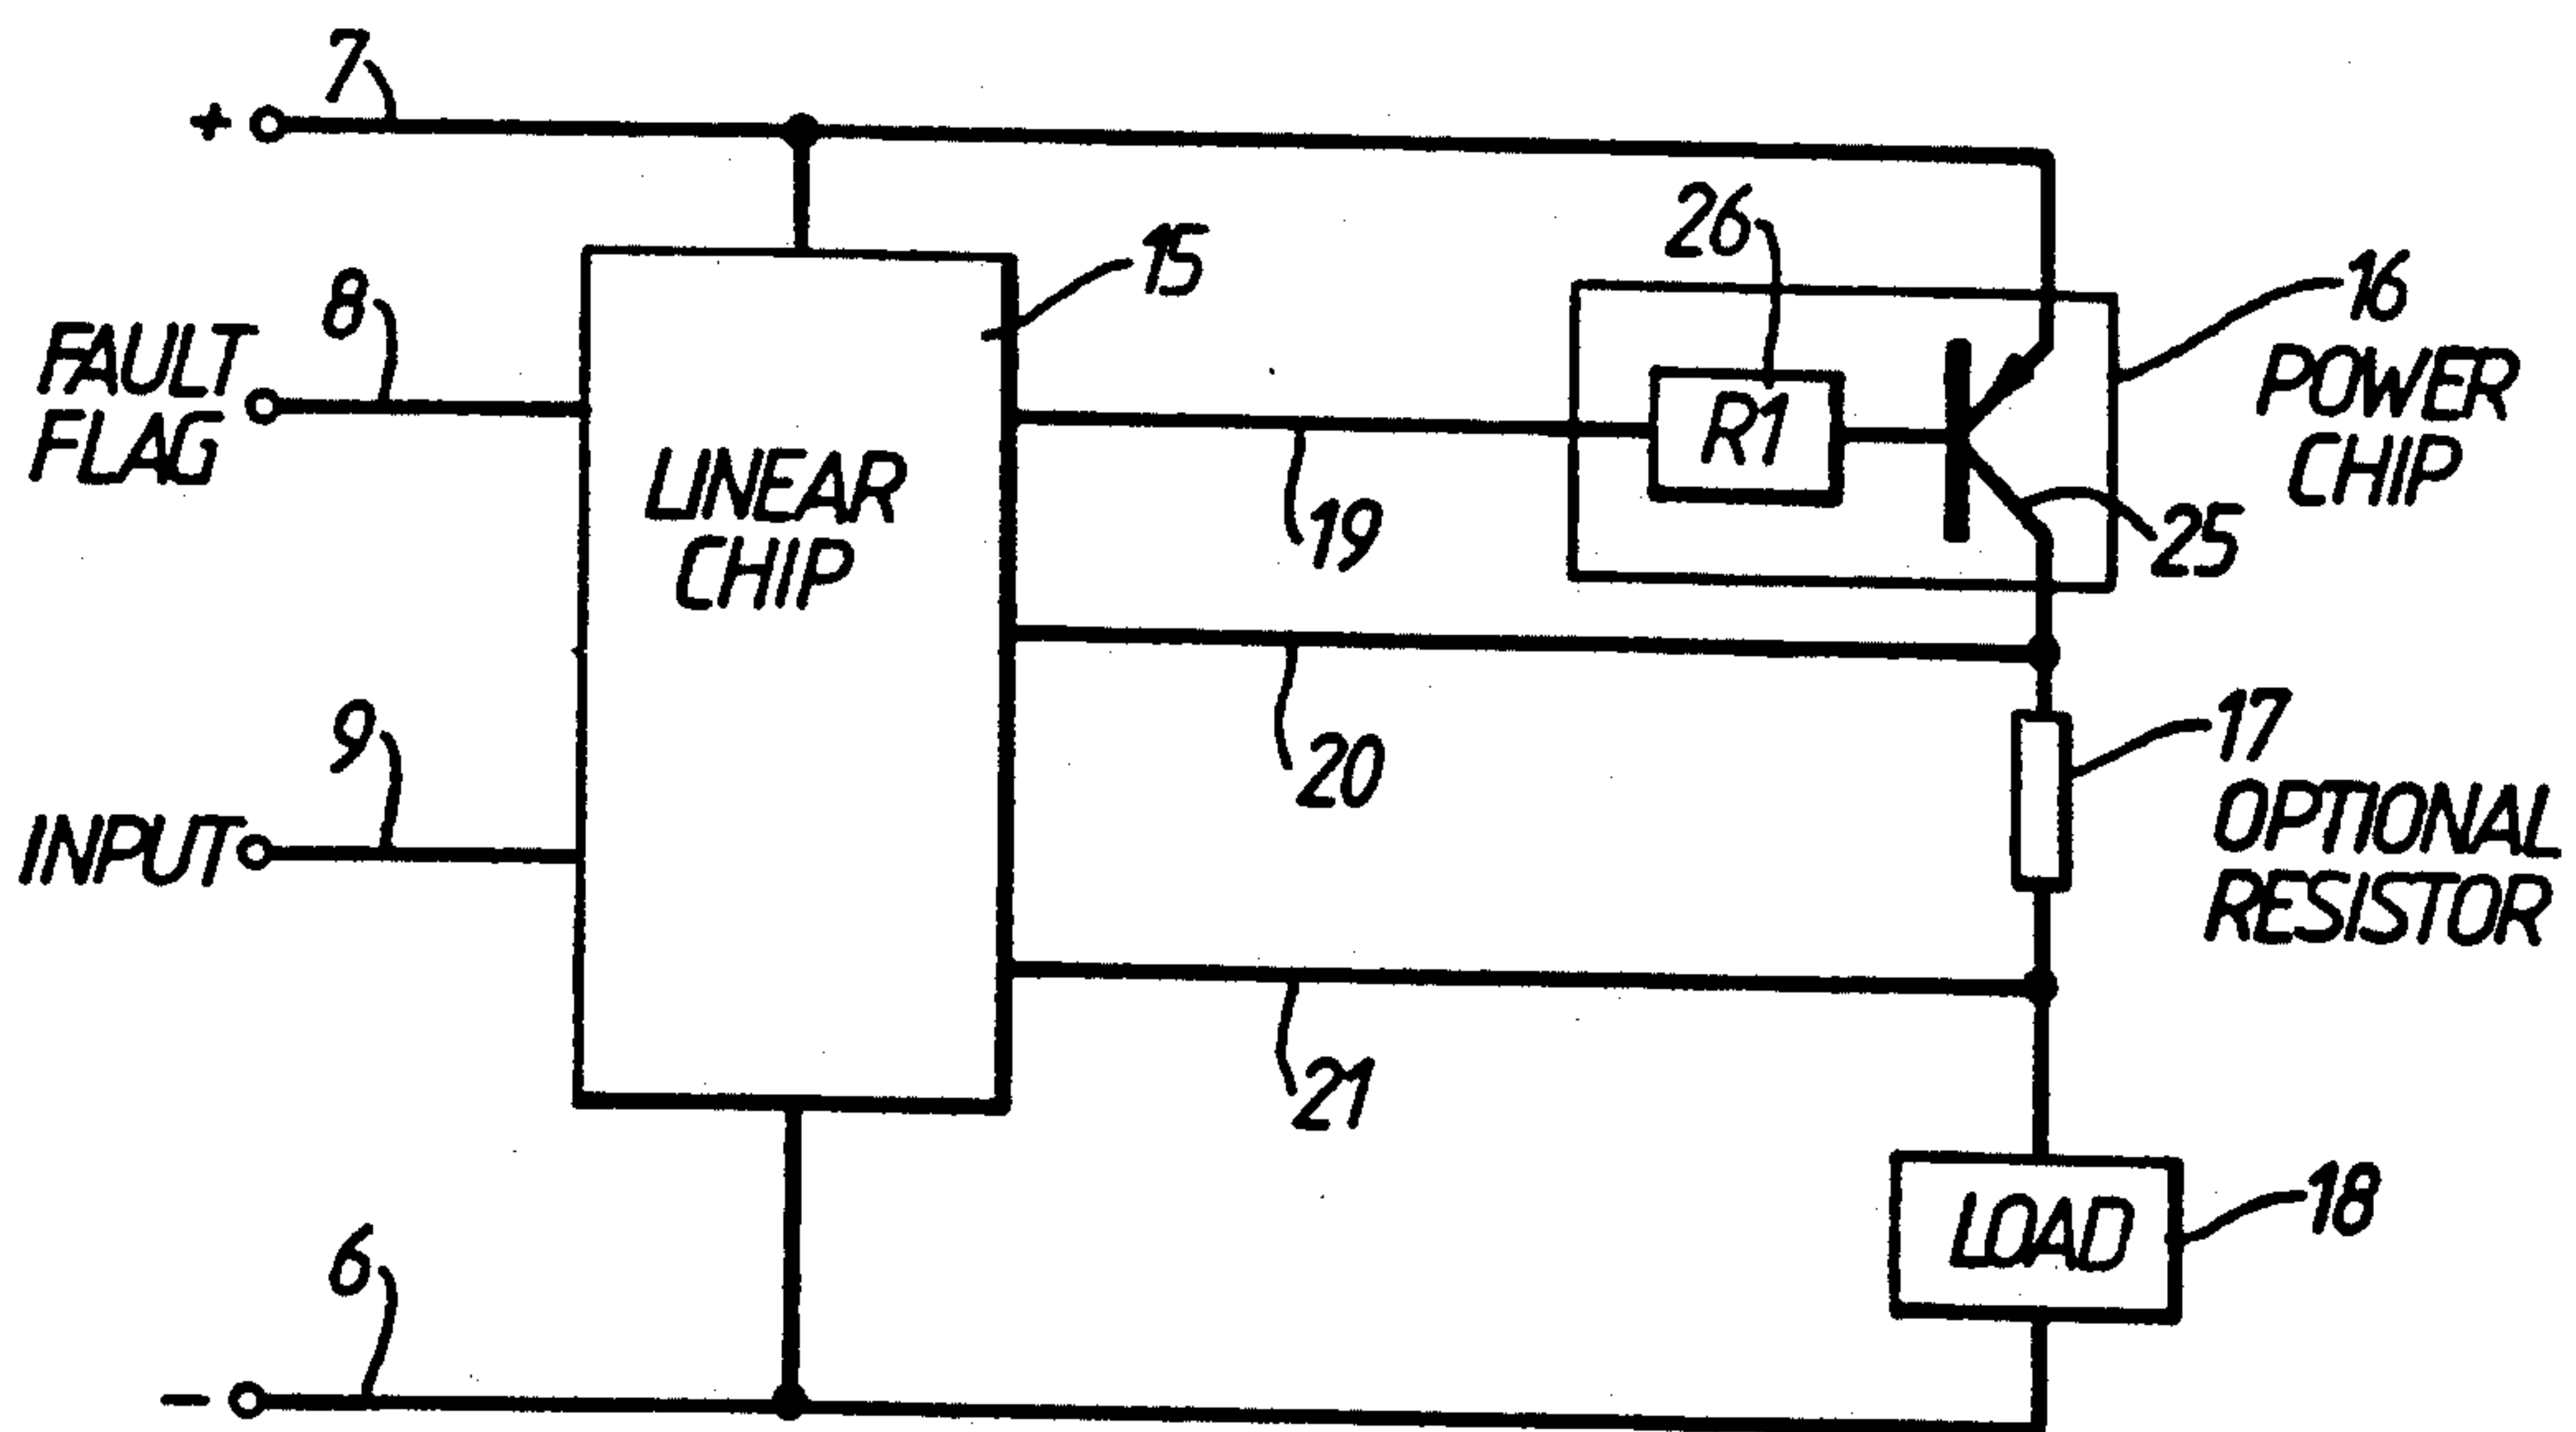 7
+
26
15
16
POWER
CHIP
8
FAULT
FLAG
R1
LINEAR
CHIP
19
25
9
20
17
OPTIONAL
RESISTOR
INPUT
21
18
LOAD
6
−